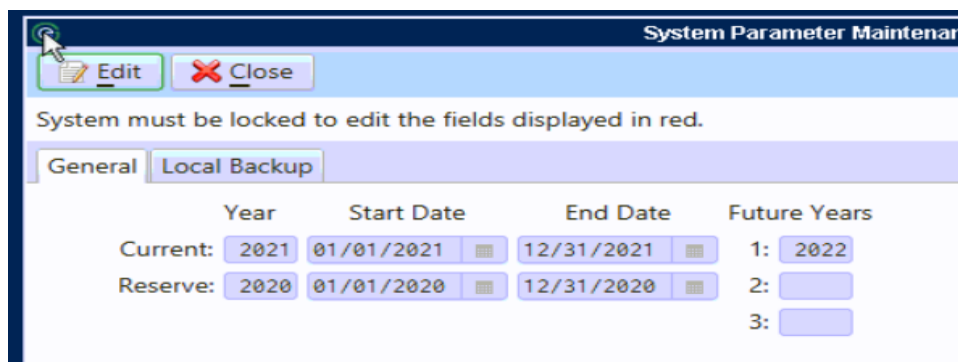 System Parameter Maintenan
Edit Close
System must be locked to edit the fields displayed in red.
General Local Backup
Year Start Date End Date Future Years
Current: 2021 01/01/2021 12/31/2021 1: 2022
Reserve: 2020 01/01/2020 12/31/2020 2:
3: